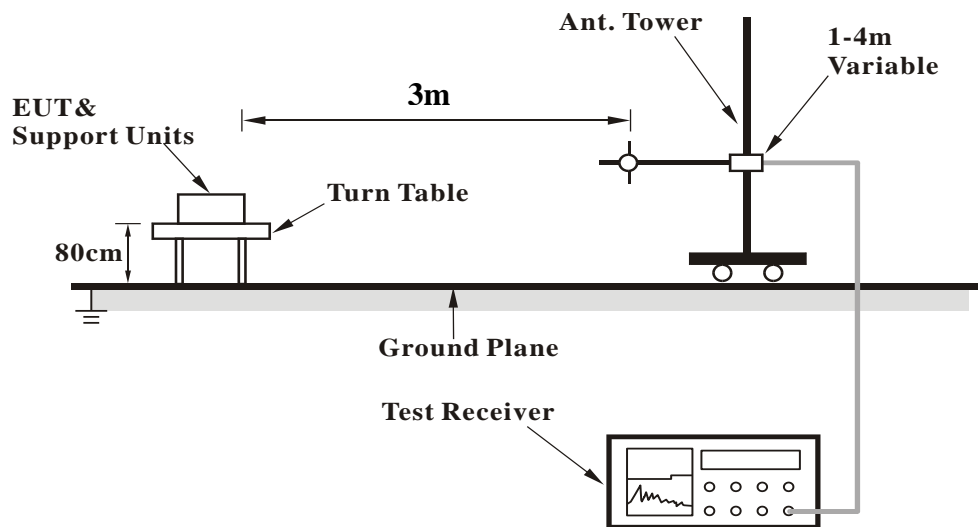 Ant. Tower
1-4m
Variable
3m
EUT&
Support Units
Turn Table
80cm
Ground Plane
Test Receiver